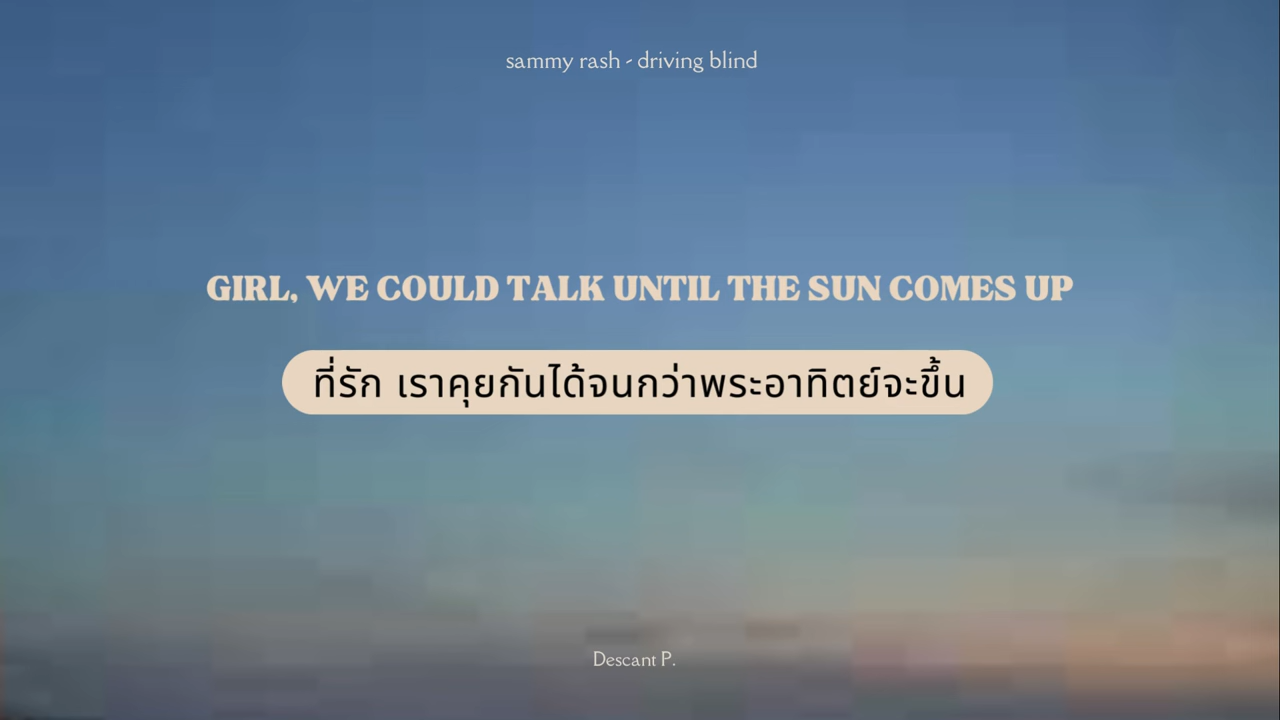 sammy rash - driving blind
GIRL, WE COULD TALK UNTIL THE SUN COMES UP
ที่รัก เราคุยกันได้จนกว่าพระอาทิตย์จะขึ้น
Descant P.